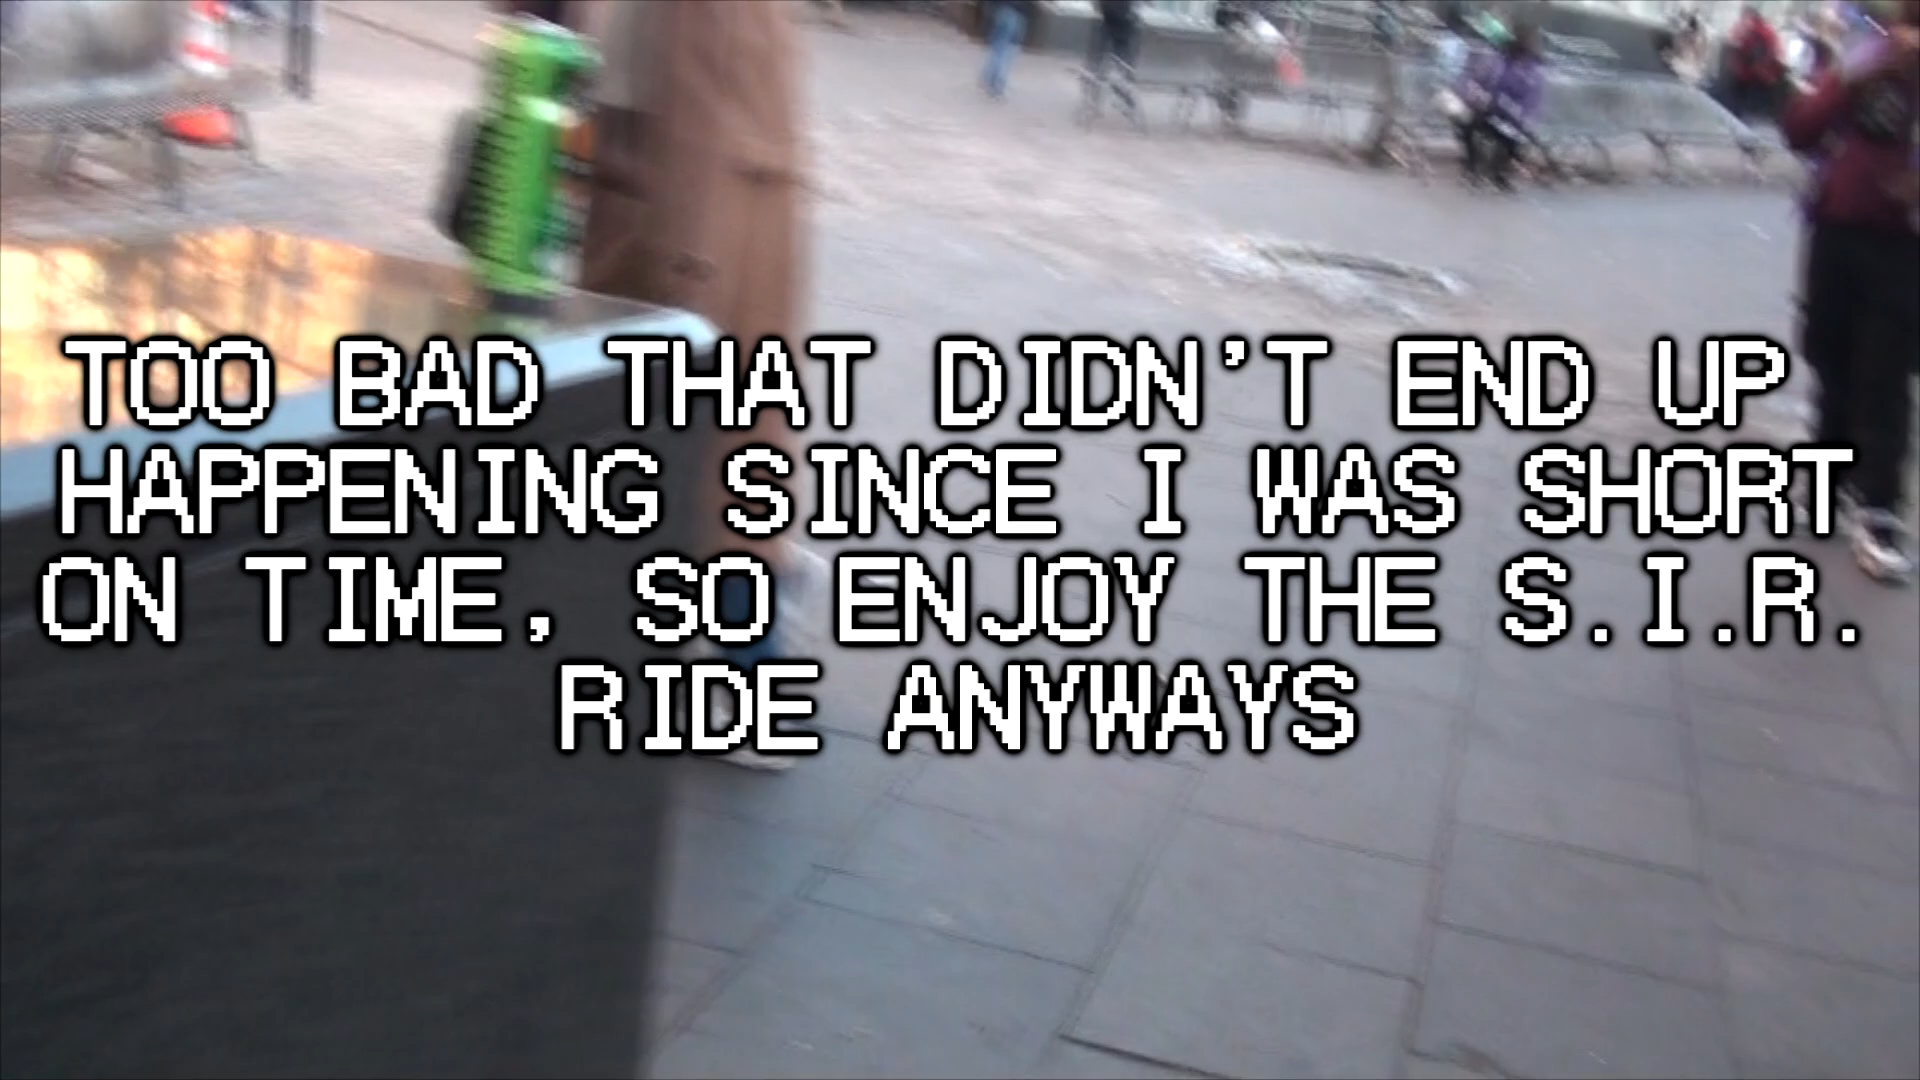 TOO BAD THAT DIDN'T END UP
HAPPENING SINCE I WAS SHORT
ON TIME, SO ENJOY THE S.I.R.
RIDE ANYWAYS